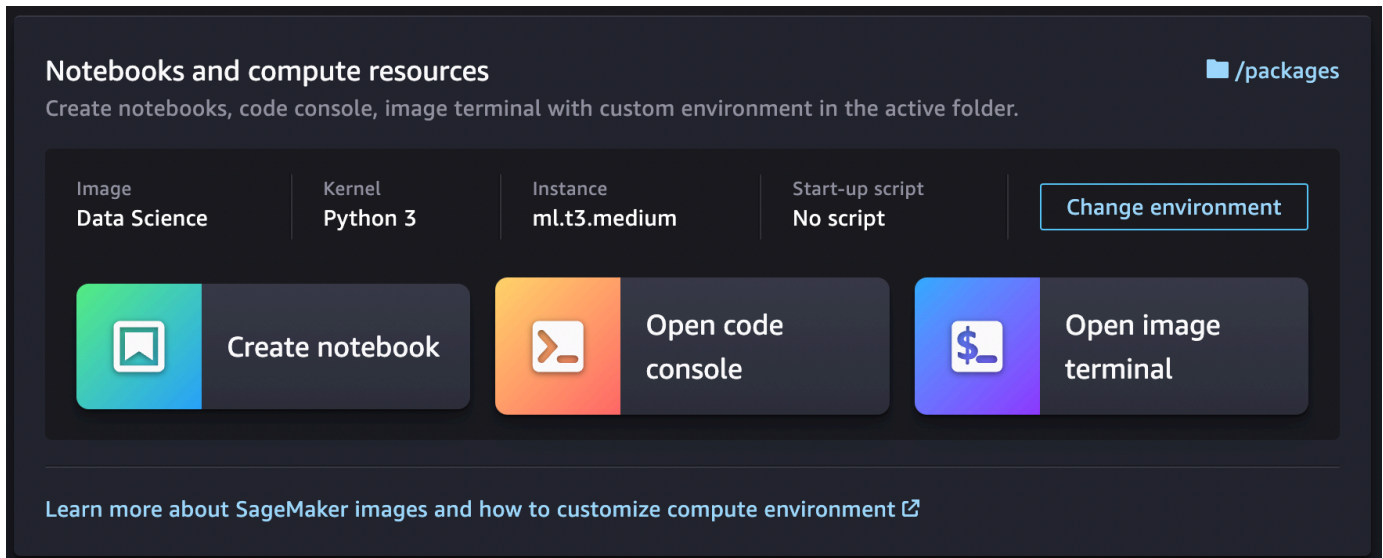 Notebooks and compute resources
/packages
Create notebooks, code console, image terminal with custom environment in the active folder.
Image
Data Science
Kernel
Python 3
Instance
ml.t3.medium
Start-up script
No script
Change environment
Create notebook
Open code
console
$_
Open image
terminal
Learn more about SageMaker images and how to customize compute environment